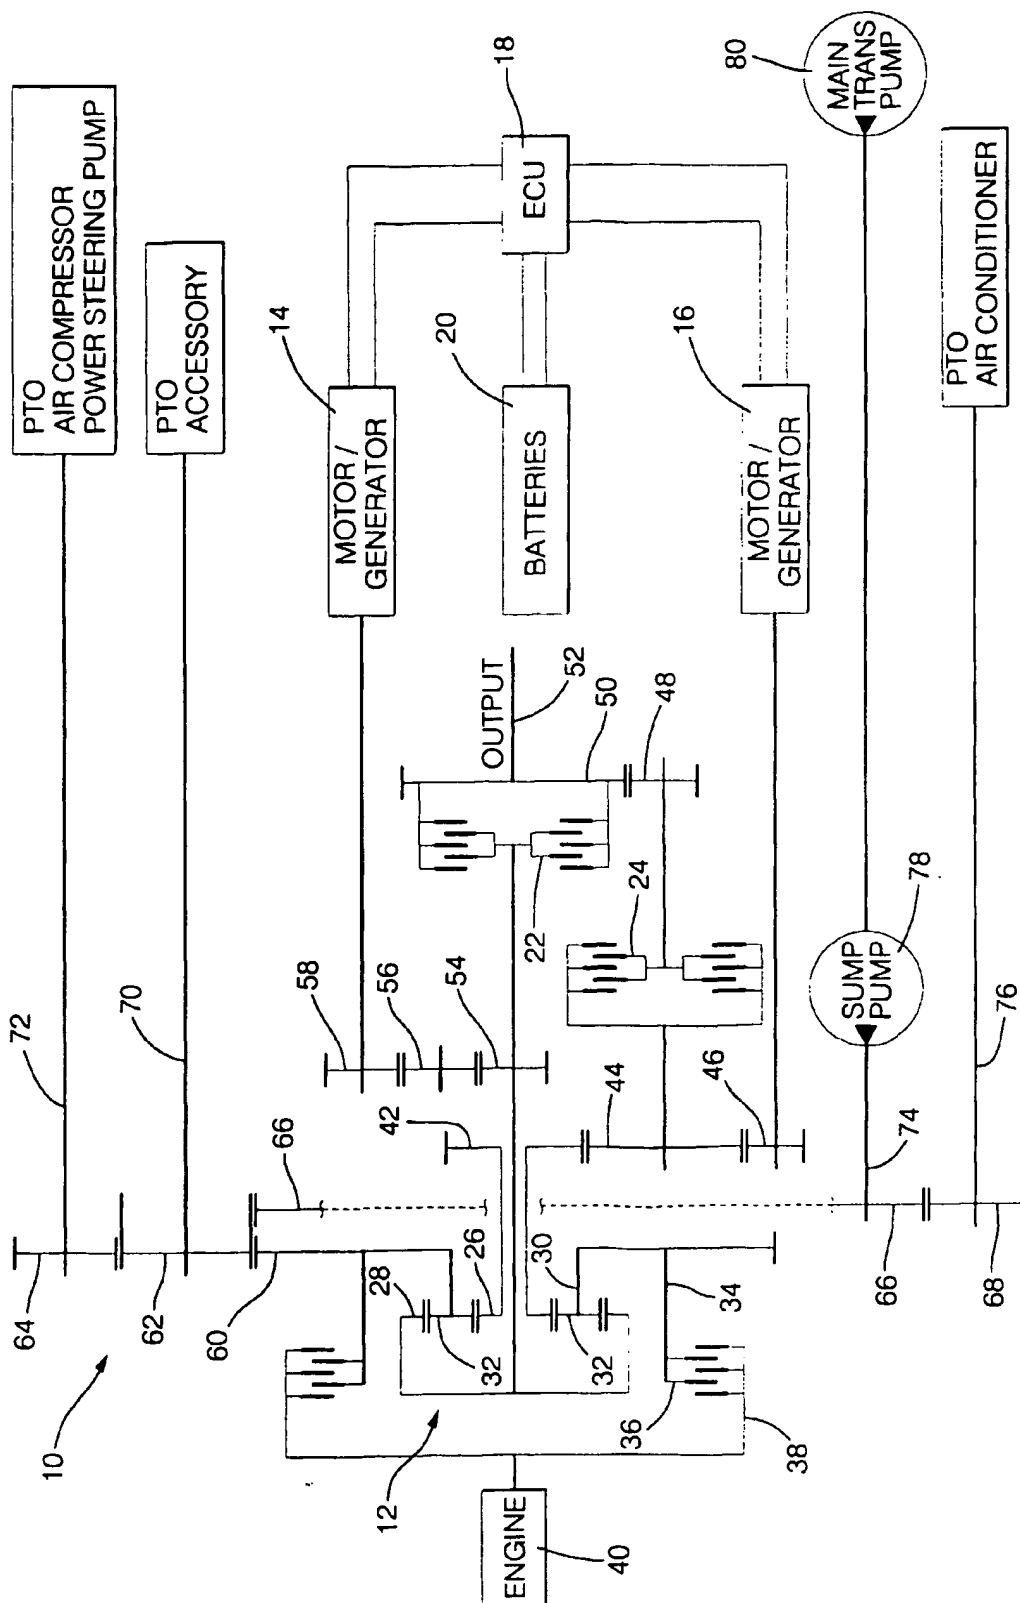 PTO
AIR COMPRESSOR
POWER STEERING PUMP
PTO
ACCESSORY
MOTOR /
GENERATOR
BATTERIES
MOTOR /
GENERATOR
ECU
MAIN
TRANS
PUMP
PTO
AIR CONDITIONER
SUMP
PUMP
OUTPUT
ENGINE
72
70
64
62
60
66
10
12
14
20
16
18
80
58
56
54
42
44
46
22
24
52
50
48
28
26
32
30
32
34
36
38
40
78
74
76
66
68